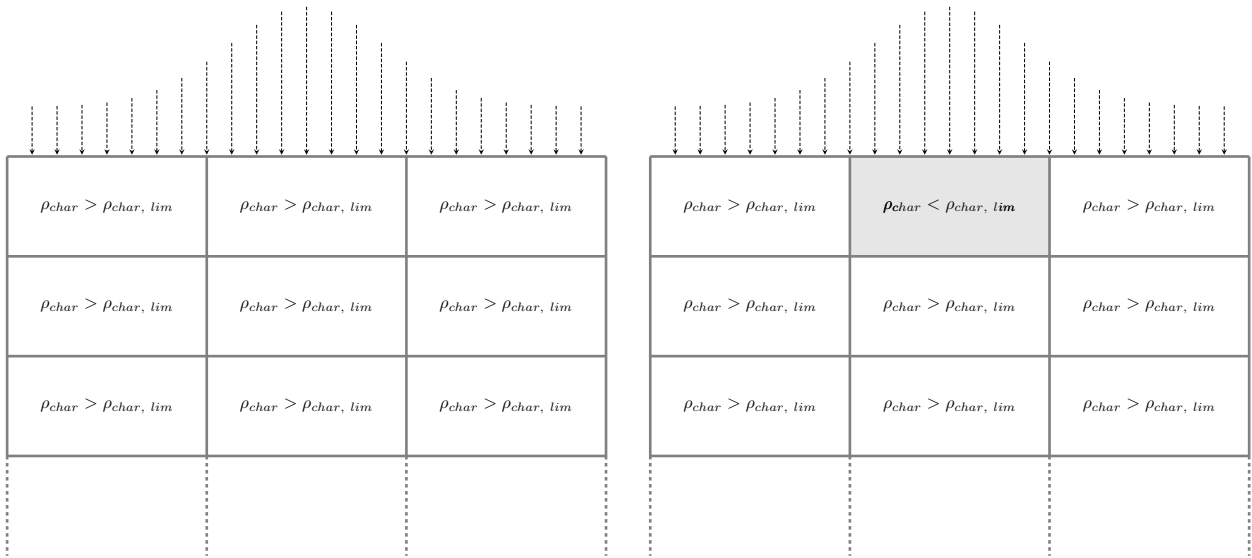 ρchar > ρchar, lim ρchar > ρchar, lim ρchar > ρchar, lim ρchar > ρchar, lim ρchar < ρchar, lim ρchar > ρchar, lim
ρchar > ρchar, lim ρchar > ρchar, lim ρchar > ρchar, lim ρchar > ρchar, lim ρchar > ρchar, lim ρchar > ρchar, lim
ρchar > ρchar, lim ρchar > ρchar, lim ρchar > ρchar, lim ρchar > ρchar, lim ρchar > ρchar, lim ρchar > ρchar, lim